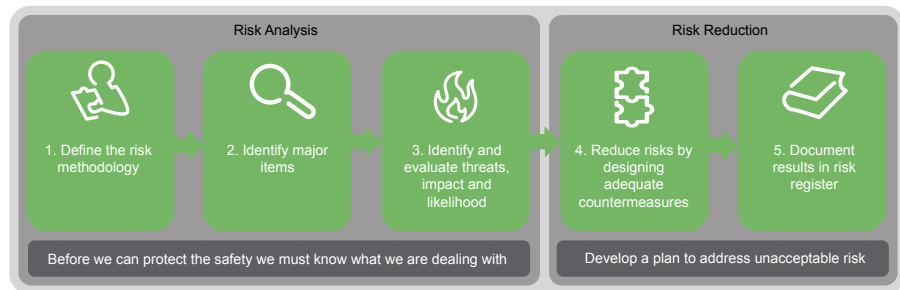 Risk Analysis
1. Define the risk
methodology
2. Identify major
items
3. Identify and
evaluate threats,
impact and
likelihood
Before we can protect the safety we must know what we are dealing with
Risk Reduction
4. Reduce risks by
designing
adequate
countermeasures
5. Document
results in risk
register
Develop a plan to address unacceptable risk